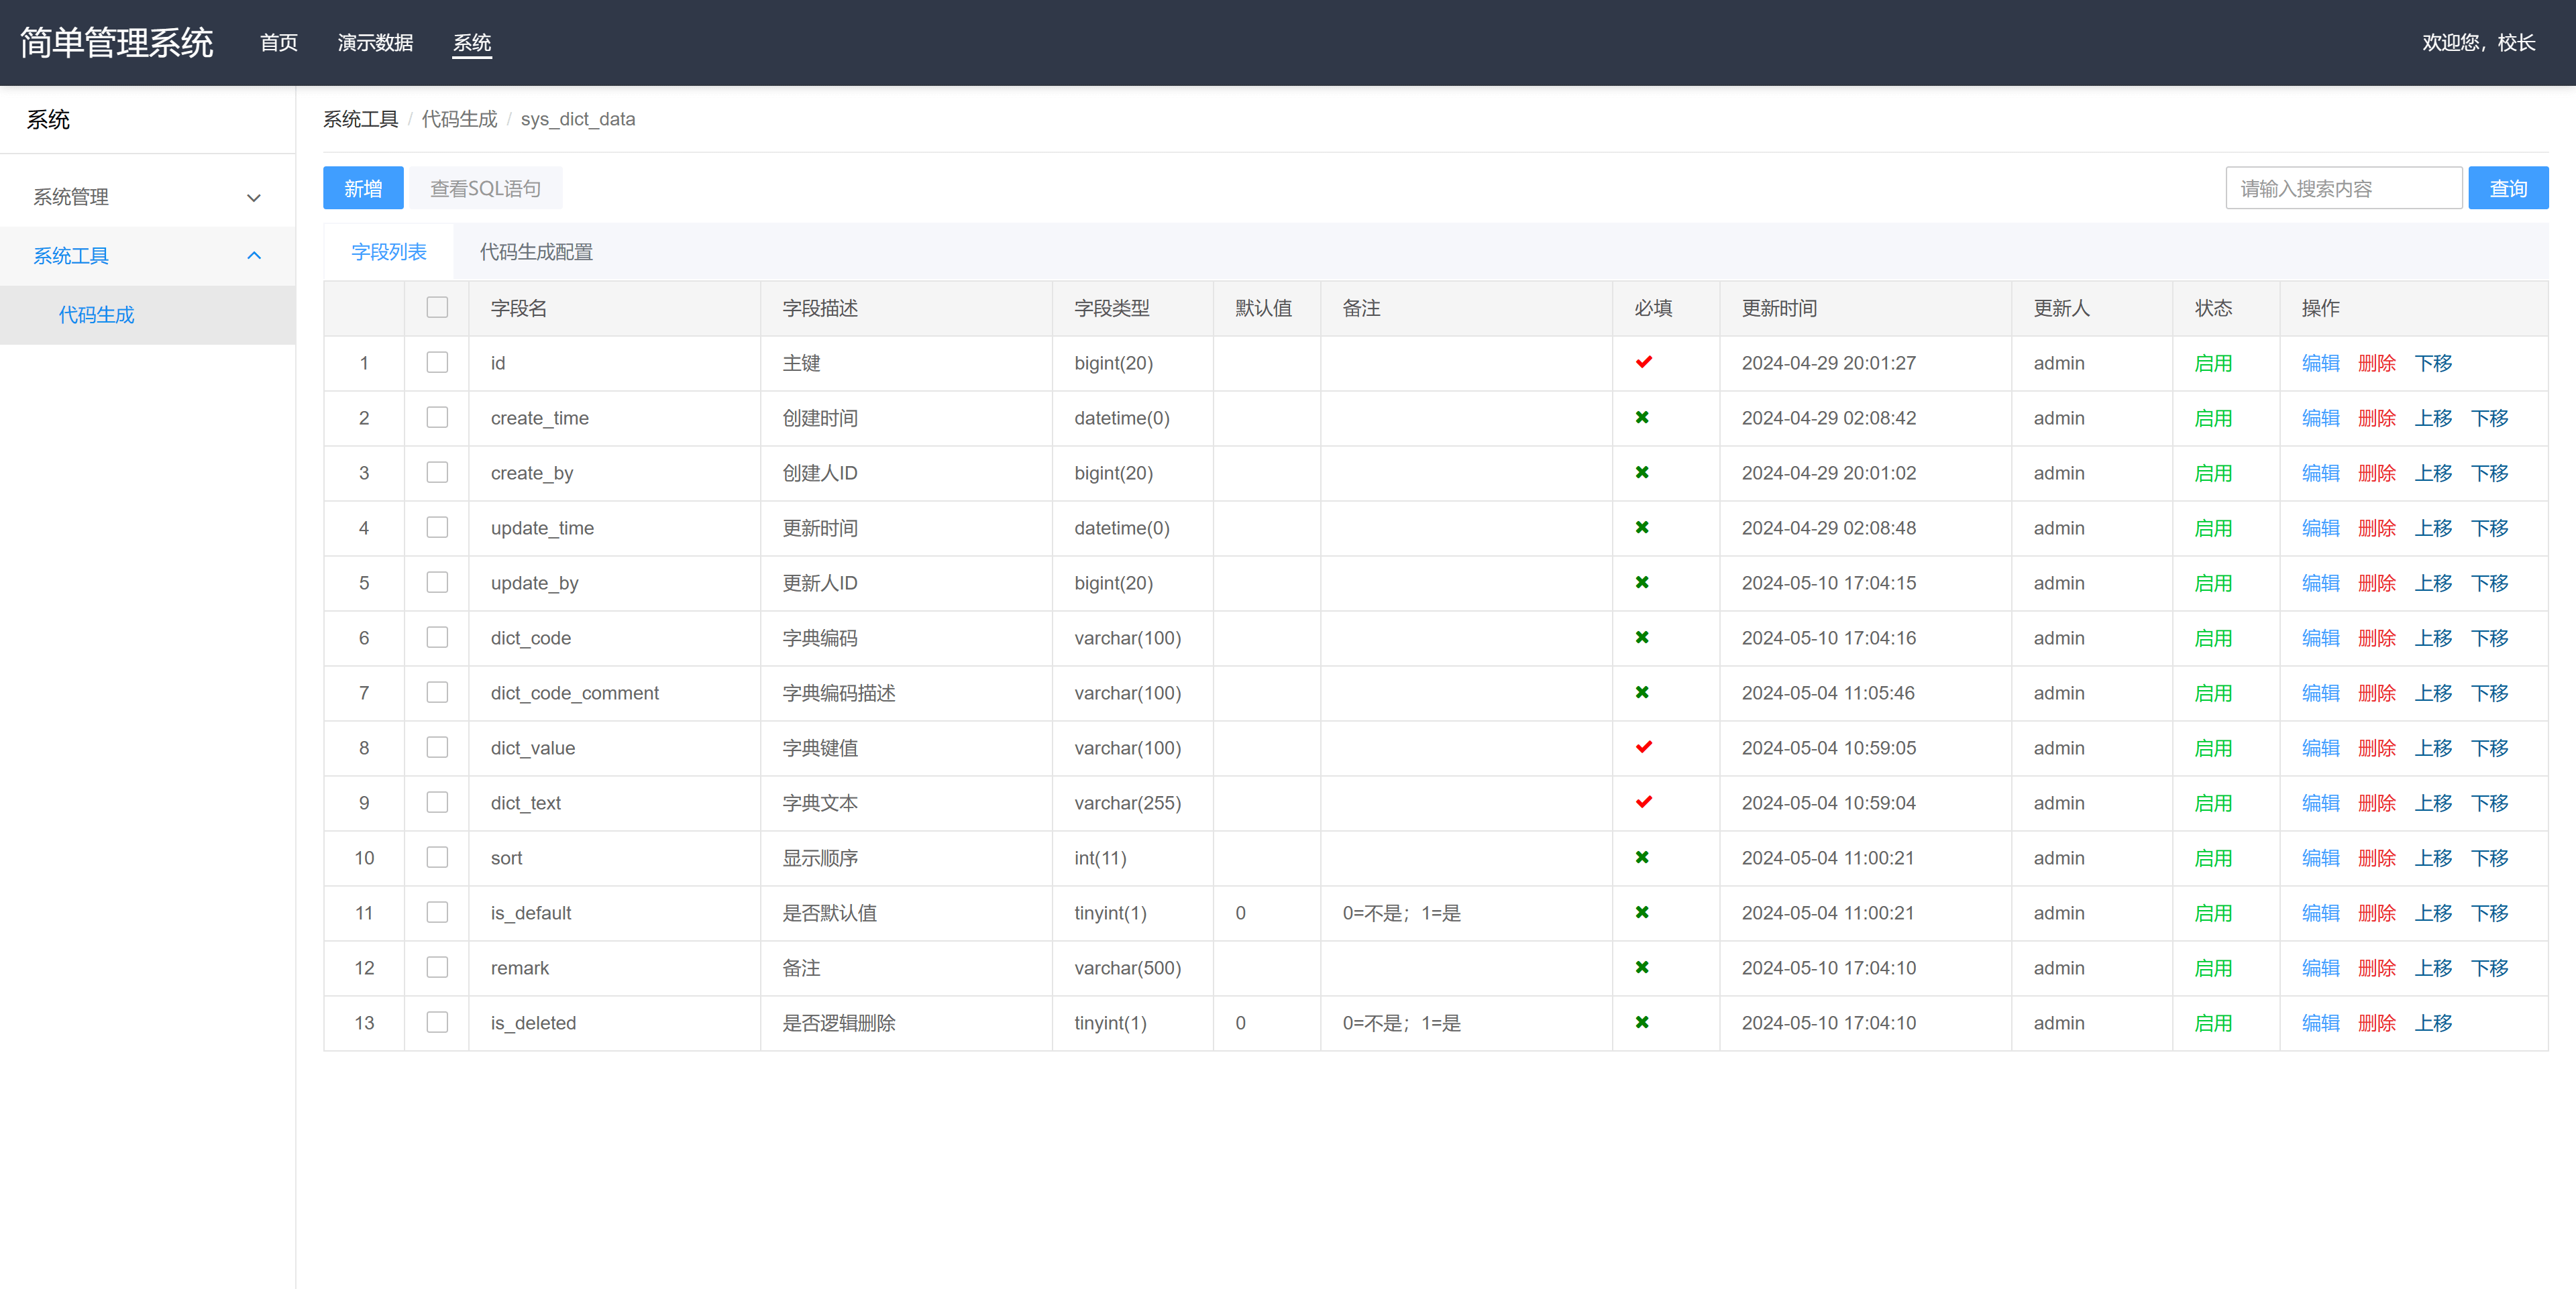 简单管理系统 首页 演示数据 系统 欢迎您，校长
系统
系统管理
系统工具
代码生成
系统工具 / 代码生成 / sys_dict_data
新增 查看SQL语句 请输入搜索内容 查询
字段列表 代码生成配置
字段名 字段描述 字段类型 默认值 备注 必填 更新时间 更新人 状态 操作
1 id 主键 bigint(20) 2024-04-29 20:01:27 admin 启用 编辑 删除 下移
2 create_time 创建时间 datetime(0) 2024-04-29 02:08:42 admin 启用 编辑 删除 上移 下移
3 create_by 创建人ID bigint(20) 2024-04-29 20:01:02 admin 启用 编辑 删除 上移 下移
4 update_time 更新时间 datetime(0) 2024-04-29 02:08:48 admin 启用 编辑 删除 上移 下移
5 update_by 更新人ID bigint(20) 2024-05-10 17:04:15 admin 启用 编辑 删除 上移 下移
6 dict_code 字典编码 varchar(100) 2024-05-10 17:04:16 admin 启用 编辑 删除 上移 下移
7 dict_code_comment 字典编码描述 varchar(100) 2024-05-04 11:05:46 admin 启用 编辑 删除 上移 下移
8 dict_value 字典键值 varchar(100) 2024-05-04 10:59:05 admin 启用 编辑 删除 上移 下移
9 dict_text 字典文本 varchar(255) 2024-05-04 10:59:04 admin 启用 编辑 删除 上移 下移
10 sort 显示顺序 int(11) 2024-05-04 11:00:21 admin 启用 编辑 删除 上移 下移
11 is_default 是否默认值 tinyint(1) 0 0=不是；1=是 2024-05-04 11:00:21 admin 启用 编辑 删除 上移 下移
12 remark 备注 varchar(500) 2024-05-10 17:04:10 admin 启用 编辑 删除 上移 下移
13 is_deleted 是否逻辑删除 tinyint(1) 0 0=不是；1=是 2024-05-10 17:04:10 admin 启用 编辑 删除 上移